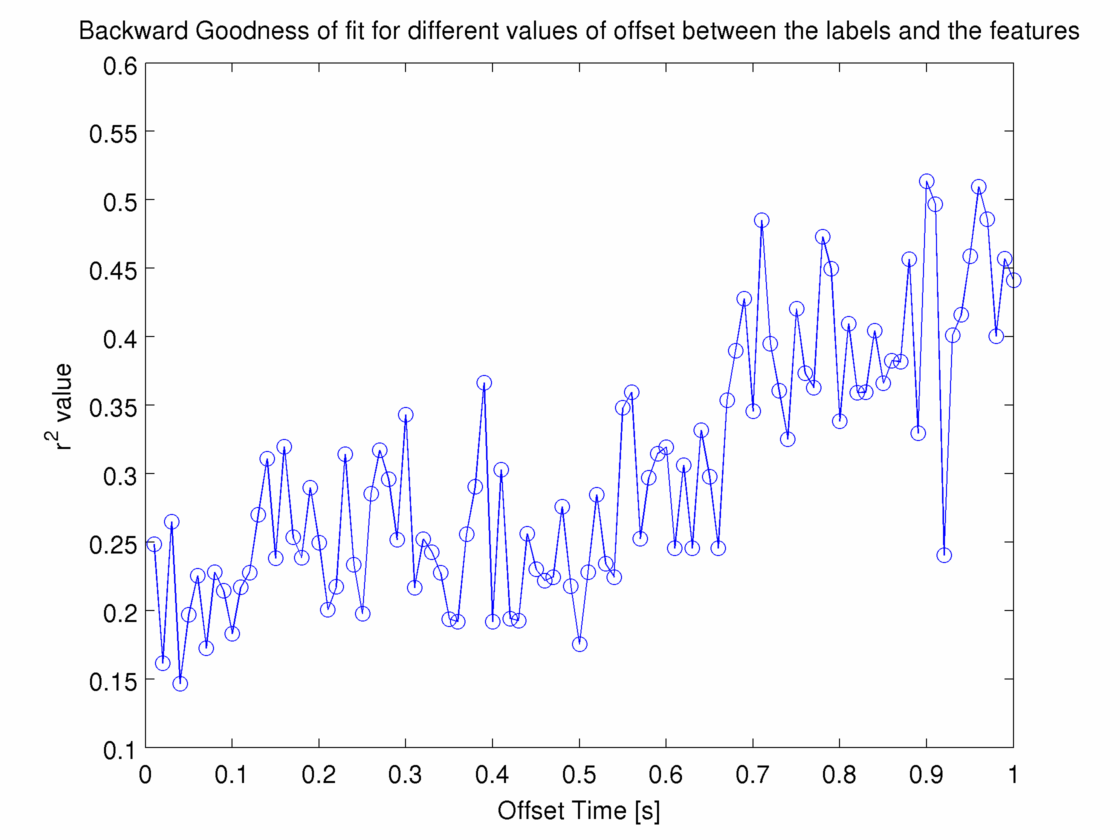 Backward Goodness of fit for different values of offset between the labels and the features
0.6
0.55
0.5
0.45
0.4
0.35
0.3
0.25
0.2
0.15
0.1
r² value
0 0.1 0.2 0.3 0.4 0.5 0.6 0.7 0.8 0.9 1
Offset Time [s]